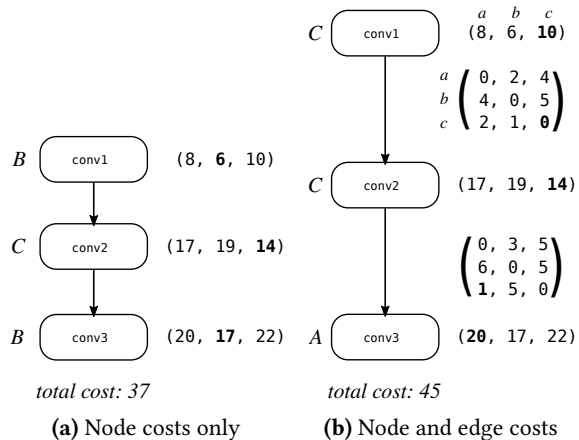 B conv1 (8, 6, 10)
C conv2 (17, 19, 14)
B conv3 (20, 17, 22)
total cost: 37
(a) Node costs only
a b c
C conv1 (8, 6, 10)
a 0, 2, 4
b 4, 0, 5
c 2, 1, 0
C conv2 (17, 19, 14)
0, 3, 5
6, 0, 5
1, 5, 0
A conv3 (20, 17, 22)
total cost: 45
(b) Node and edge costs